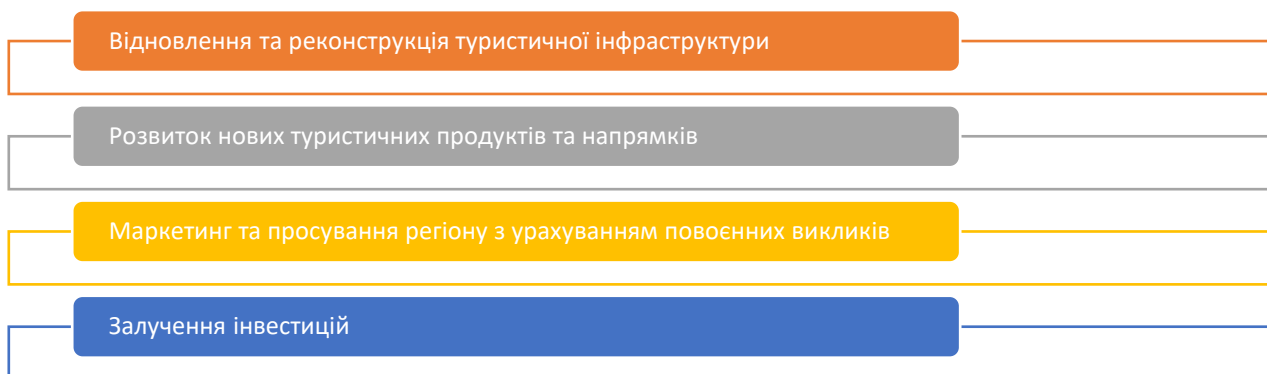 Відновлення та реконструкція туристичної інфраструктури
Розвиток нових туристичних продуктів та напрямків
Маркетинг та просування регіону з урахуванням повоєнних викликів
Залучення інвестицій